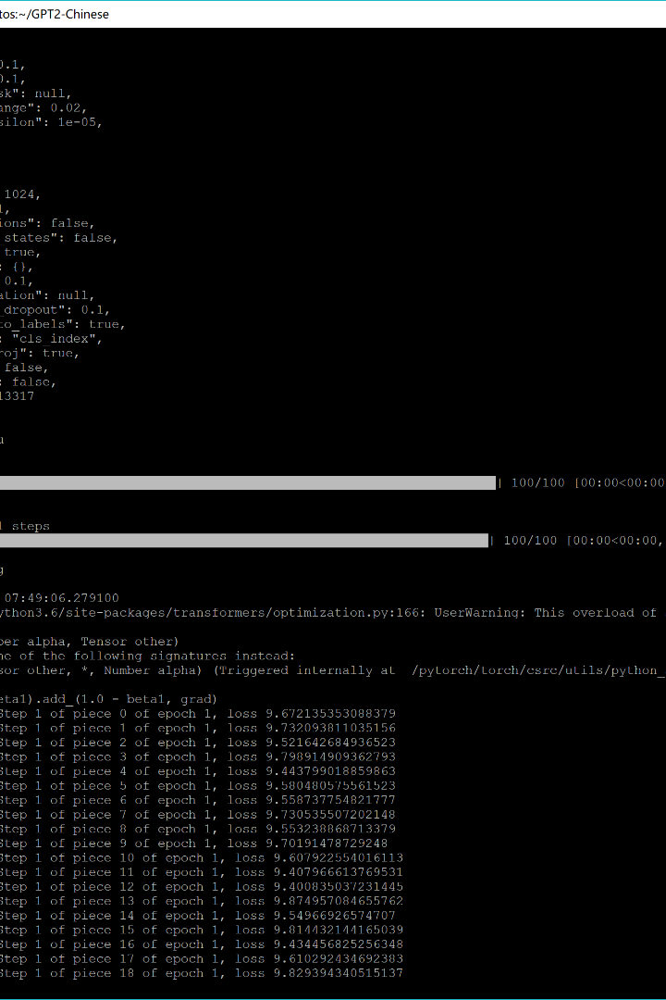 tos:~/GPT2-Chinese
0.1,
0.1,
sk": null,
ange": 0.02,
silon": 1e-05,
1024,
1,
ions": false,
states": false,
true,
: {},
0.1,
ation": null,
_dropout": 0.1,
to_labels": true,
: "cls_index",
roj": true,
false,
: false,
13317
u
| 100/100 [00:00<00:00
l steps
| 100/100 [00:00<00:00,
g
07:49:06.279100
ython3.6/site-packages/transformers/optimization.py:166: UserWarning: This overload of
ber alpha, Tensor other)
ne of the following signatures instead:
sor other, *, Number alpha) (Triggered internally at  /pytorch/torch/csrc/utils/python_
eta1).add_(1.0 - beta1, grad)
Step 1 of piece 0 of epoch 1, loss 9.672135353088379
Step 1 of piece 1 of epoch 1, loss 9.732093811035156
Step 1 of piece 2 of epoch 1, loss 9.521642684936523
Step 1 of piece 3 of epoch 1, loss 9.798914909362793
Step 1 of piece 4 of epoch 1, loss 9.443799018859863
Step 1 of piece 5 of epoch 1, loss 9.580480575561523
Step 1 of piece 6 of epoch 1, loss 9.558737754821777
Step 1 of piece 7 of epoch 1, loss 9.730535507202148
Step 1 of piece 8 of epoch 1, loss 9.553238868713379
Step 1 of piece 9 of epoch 1, loss 9.70191478729248
Step 1 of piece 10 of epoch 1, loss 9.607922554016113
Step 1 of piece 11 of epoch 1, loss 9.407966613769531
Step 1 of piece 12 of epoch 1, loss 9.400835037231445
Step 1 of piece 13 of epoch 1, loss 9.874957084655762
Step 1 of piece 14 of epoch 1, loss 9.54966926574707
Step 1 of piece 15 of epoch 1, loss 9.814432144165039
Step 1 of piece 16 of epoch 1, loss 9.434456825256348
Step 1 of piece 17 of epoch 1, loss 9.610292434692383
Step 1 of piece 18 of epoch 1, loss 9.829394340515137